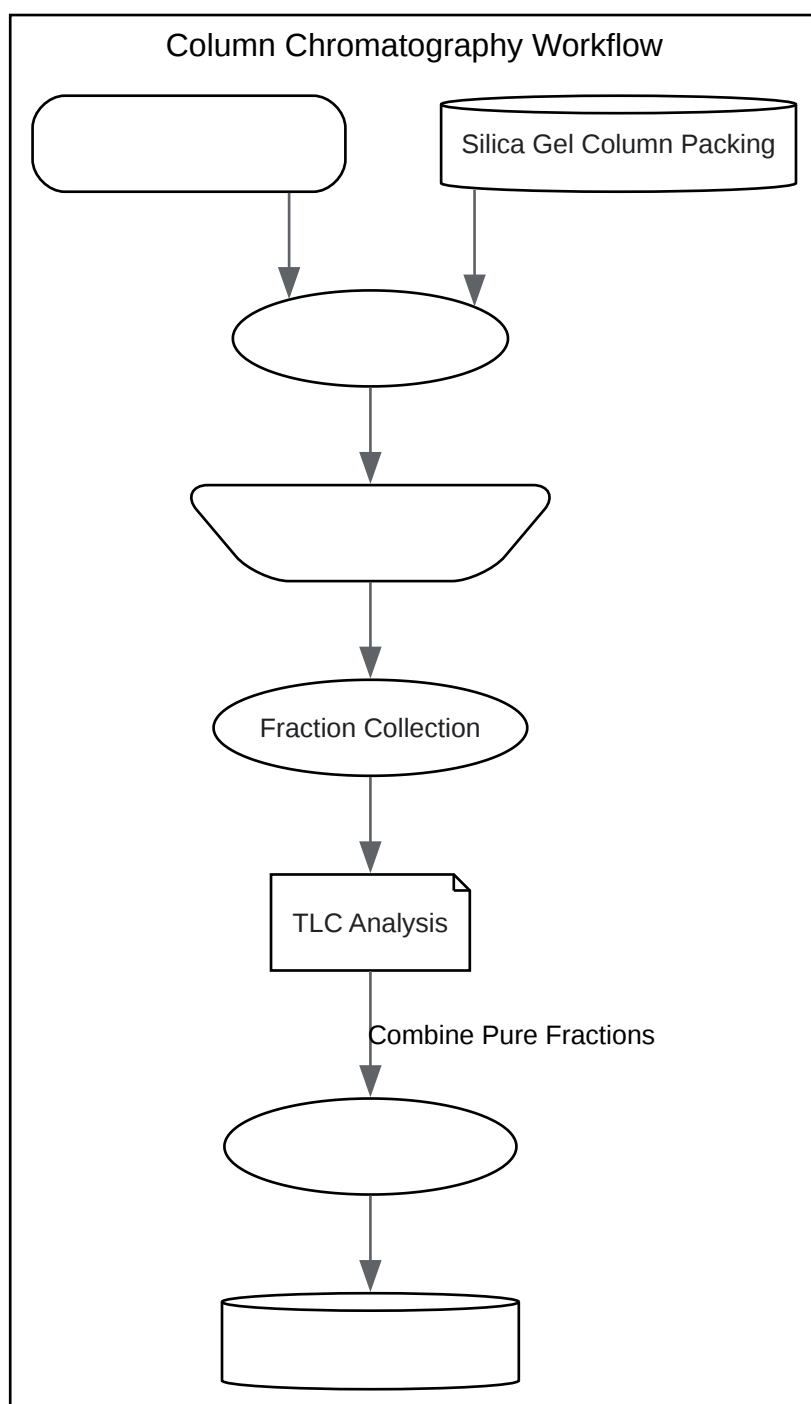 Column Chromatography Workflow
Silica Gel Column Packing
Fraction Collection
TLC Analysis
Combine Pure Fractions